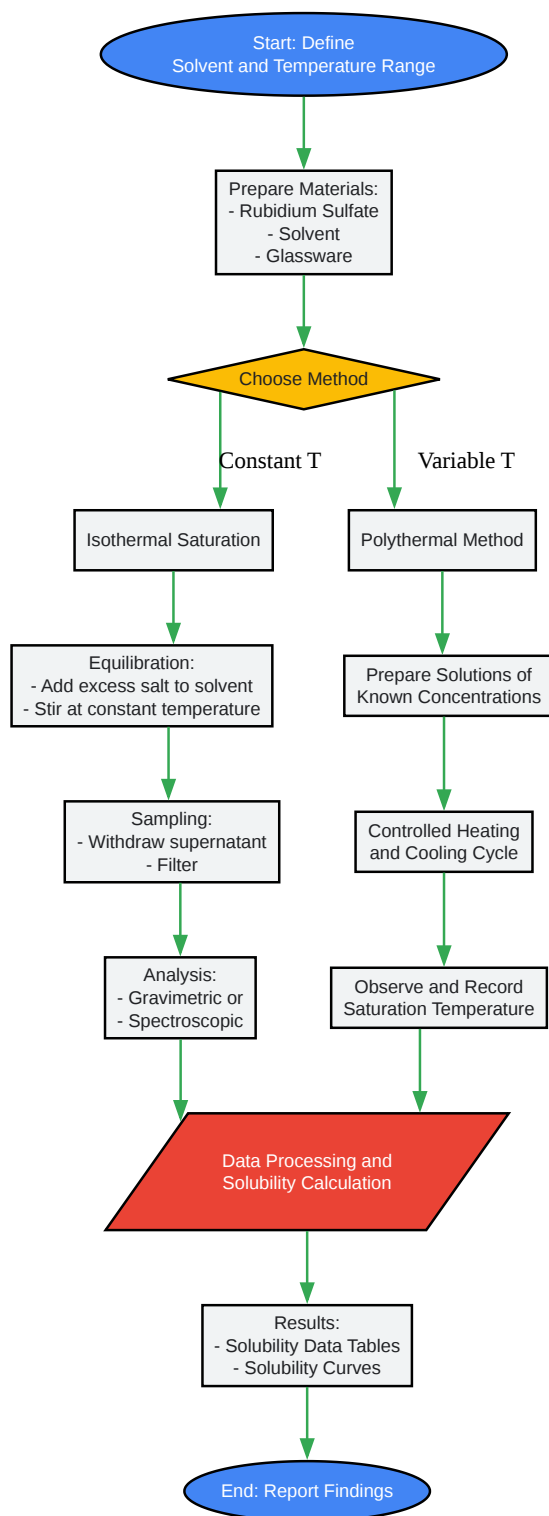 Start: Define
Solvent and Temperature Range
Prepare Materials:
- Rubidium Sulfate
- Solvent
- Glassware
Choose Method
Constant T
Variable T
Isothermal Saturation
Polythermal Method
Equilibration:
- Add excess salt to solvent
- Stir at constant temperature
Prepare Solutions of
Known Concentrations
Sampling:
- Withdraw supernatant
- Filter
Controlled Heating
and Cooling Cycle
Analysis:
- Gravimetric or
- Spectroscopic
Observe and Record
Saturation Temperature
Data Processing and
Solubility Calculation
Results:
- Solubility Data Tables
- Solubility Curves
End: Report Findings